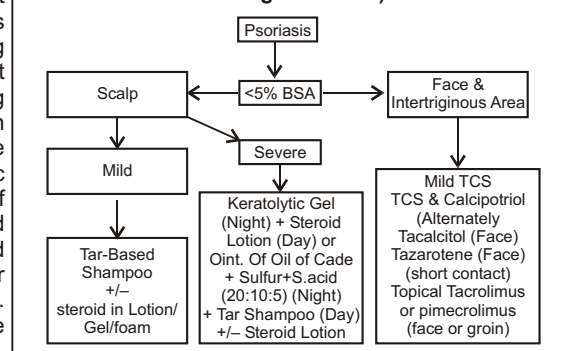 Psoriasis
Scalp
<5% BSA
Face &
Intertriginous Area
Mild
Severe
Tar-Based
Shampoo
+/–
steroid in Lotion/
Gel/foam
Keratolytic Gel
(Night) + Steroid
Lotion (Day) or
Oint. Of Oil of Cade
+ Sulfur+S.acid
(20:10:5) (Night)
+ Tar Shampoo (Day)
+/– Steroid Lotion
Mild TCS
TCS & Calcipotriol
(Alternately
Tacalcitol (Face)
Tazarotene (Face)
(short contact)
Topical Tacrolimus
or pimecrolimus
(face or groin)